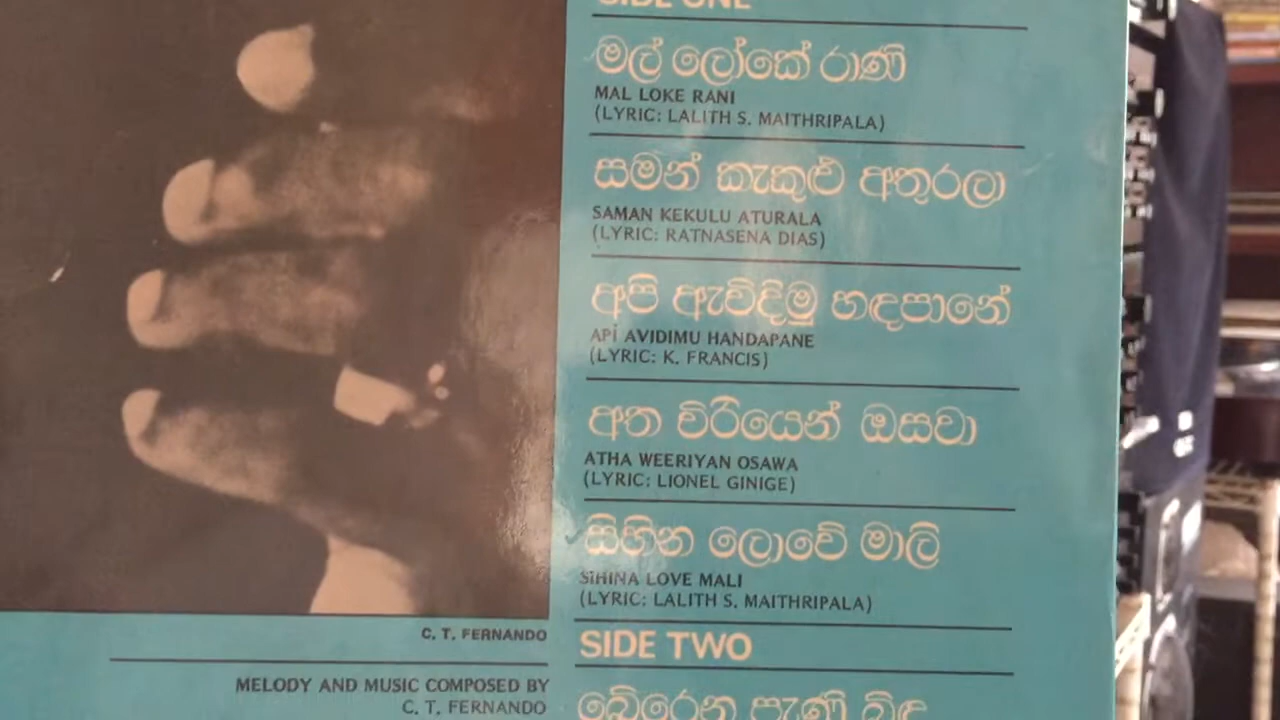 SIDE ONE
මල් ලෝකේ රාණි
MAL LOKE RANI
(LYRIC: LALITH S. MAITHRIPALA)
සමන් කැකුළු අතුරලා
SAMAN KEKULU ATURALA
(LYRIC: RATNASENA DIAS)
අපි ඇවිදිමු හඳපානේ
API AVIDIMU HANDAPANE
(LYRIC: K. FRANCIS)
අත විරියෙන් ඔසවා
ATHA WEERIYAN OSAWA
(LYRIC: LIONEL GINIGE)
සිහින ලොවේ මාලි
SIHINA LOVE MALI
(LYRIC: LALITH S. MAITHRIPALA)
SIDE TWO
බේරෙන පැණි බිඳු
C. T. FERNANDO
MELODY AND MUSIC COMPOSED BY
C. T. FERNANDO